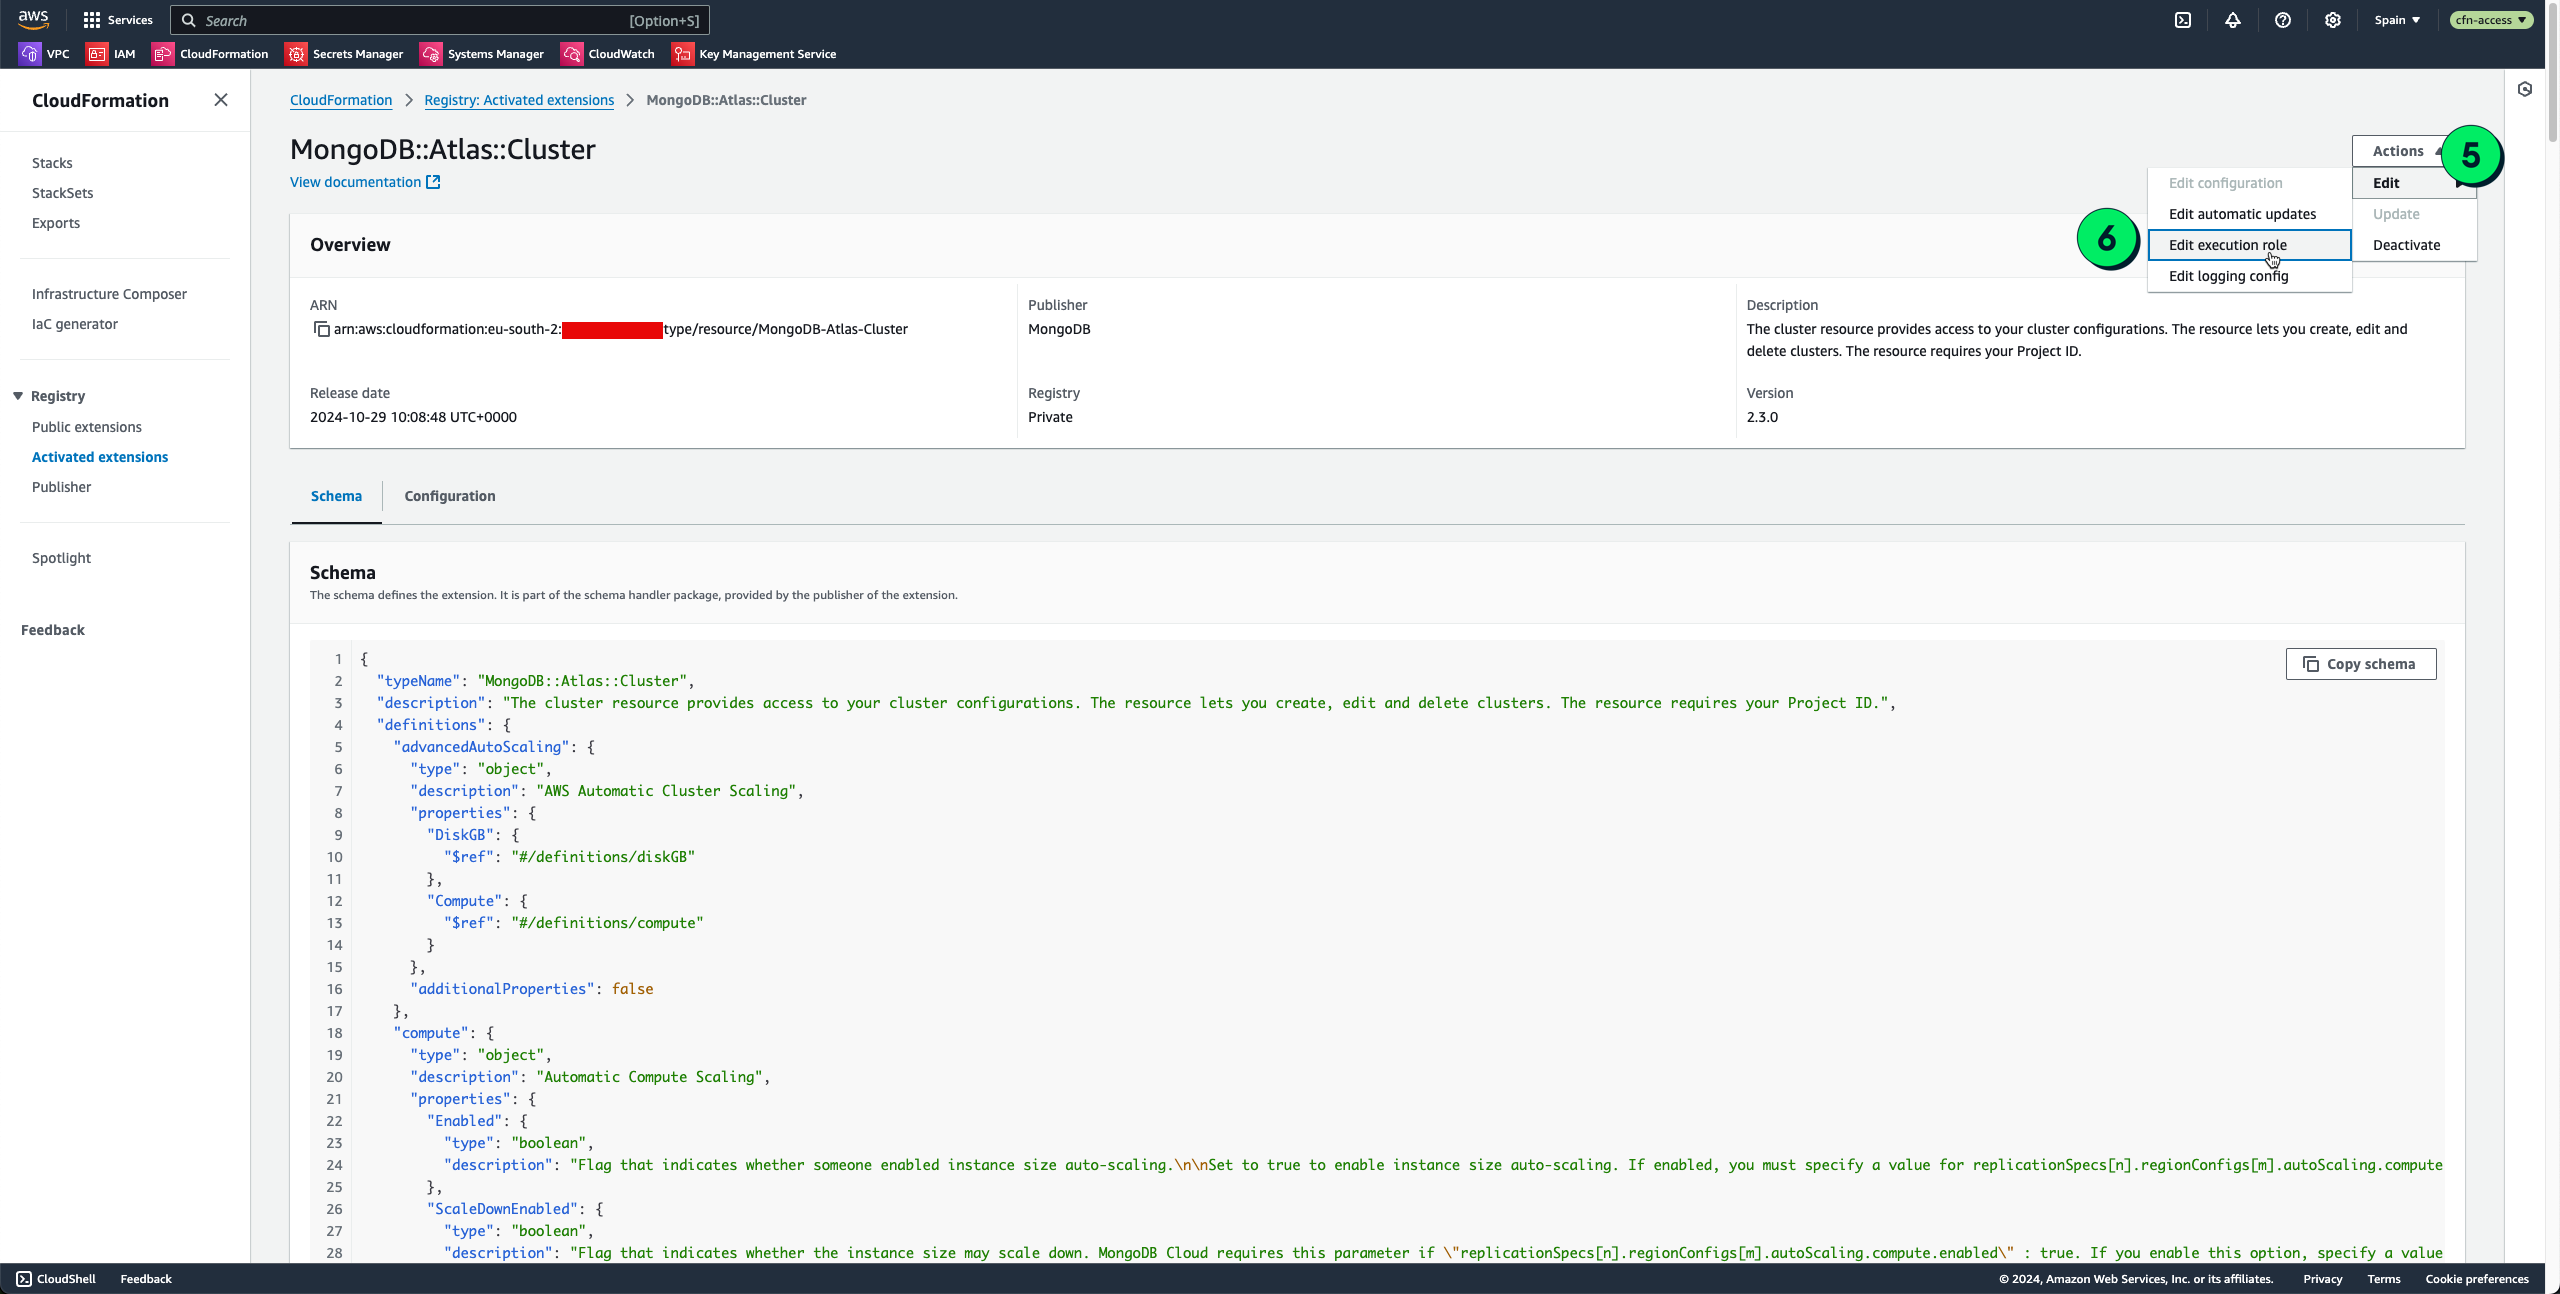 aws
Services
Search
[Option+S]
Spain
cfn-access
VPC
IAM
CloudFormation
Secrets Manager
Systems Manager
CloudWatch
Key Management Service
CloudFormation
Stacks
StackSets
Exports
Infrastructure Composer
IaC generator
Registry
Public extensions
Activated extensions
Publisher
Spotlight
Feedback
CloudFormation
Registry: Activated extensions
MongoDB::Atlas::Cluster
MongoDB::Atlas::Cluster
View documentation
Actions
5
Edit
Update
Deactivate
Edit configuration
Edit automatic updates
6
Edit execution role
Edit logging config
Overview
ARN
arn:aws:cloudformation:eu-south-2: type/resource/MongoDB-Atlas-Cluster
Release date
2024-10-29 10:08:48 UTC+0000
Publisher
MongoDB
Registry
Private
Description
The cluster resource provides access to your cluster configurations. The resource lets you create, edit and
delete clusters. The resource requires your Project ID.
Version
2.3.0
Schema
Configuration
Schema
The schema defines the extension. It is part of the schema handler package, provided by the publisher of the extension.
Copy schema
1 {
2 "typeName": "MongoDB::Atlas::Cluster",
3 "description": "The cluster resource provides access to your cluster configurations. The resource lets you create, edit and delete clusters. The resource requires your Project ID.",
4 "definitions": {
5 "advancedAutoScaling": {
6 "type": "object",
7 "description": "AWS Automatic Cluster Scaling",
8 "properties": {
9 "DiskGB": {
10 "$ref": "#/definitions/diskGB"
11 },
12 "Compute": {
13 "$ref": "#/definitions/compute"
14 }
15 },
16 "additionalProperties": false
17 },
18 "compute": {
19 "type": "object",
20 "description": "Automatic Compute Scaling",
21 "properties": {
22 "Enabled": {
23 "type": "boolean",
24 "description": "Flag that indicates whether someone enabled instance size auto-scaling.\n\nSet to true to enable instance size auto-scaling. If enabled, you must specify a value for replicationSpecs[n].regionConfigs[m].autoScaling.compute
25 },
26 "ScaleDownEnabled": {
27 "type": "boolean",
28 "description": "Flag that indicates whether the instance size may scale down. MongoDB Cloud requires this parameter if \"replicationSpecs[n].regionConfigs[m].autoScaling.compute.enabled\" : true. If you enable this option, specify a value
CloudShell
Feedback
© 2024, Amazon Web Services, Inc. or its affiliates.
Privacy
Terms
Cookie preferences